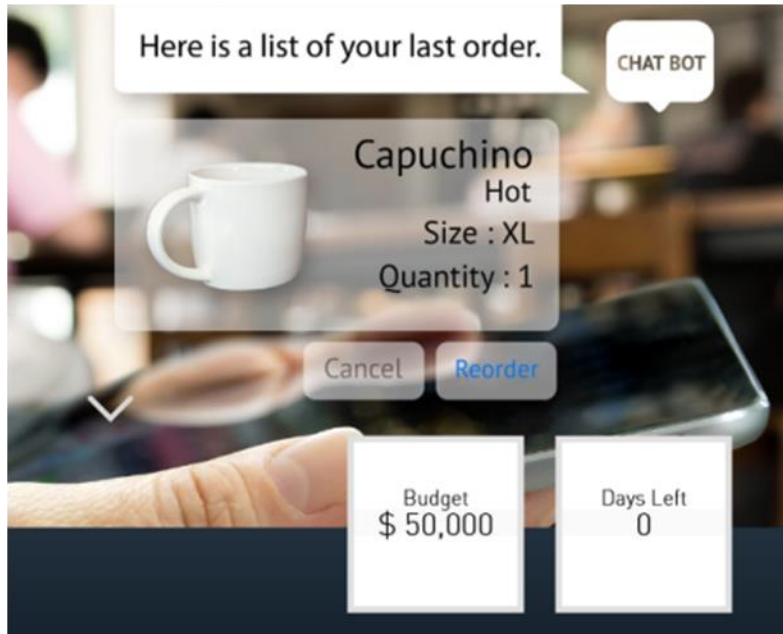 Here is a list of your last order.
CHAT BOT
Capuchino
Hot
Size : XL
Quantity : 1
Cancel
Reorder
Budget
$ 50,000
Days Left
0